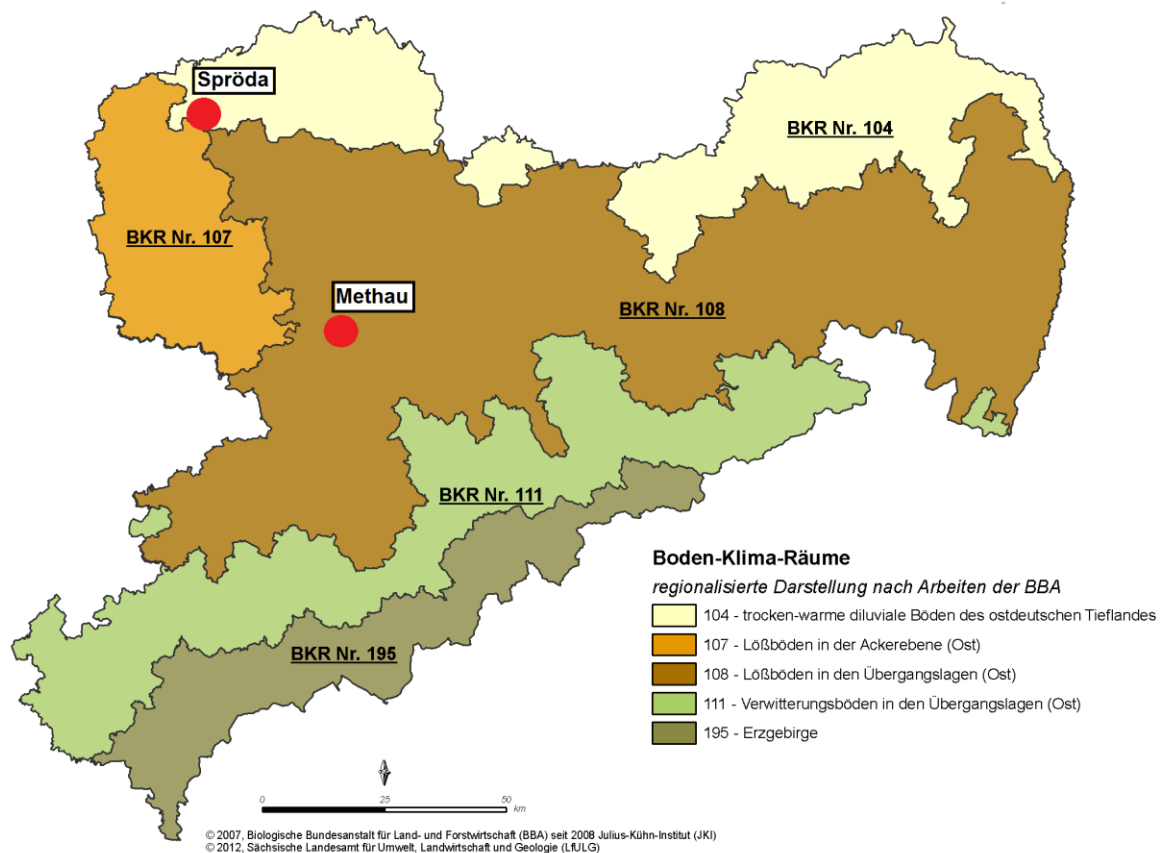 Spröda
BKR Nr. 104
BKR Nr. 107
Methau
BKR Nr. 108
BKR Nr. 111
BKR Nr. 195
Boden-Klima-Räume
regionalisierte Darstellung nach Arbeiten der BBA
104 - trocken-warme diluviale Böden des ostdeutschen Tieflandes
107 - Lößböden in der Ackerebene (Ost)
108 - Lößböden in den Übergangslagen (Ost)
111 - Verwitterungsböden in den Übergangslagen (Ost)
195 - Erzgebirge
0 25 50
km
© 2007, Biologische Bundesanstalt für Land- und Forstwirtschaft (BBA) seit 2008 Julius-Kühn-Institut (JKI)
© 2012, Sächsische Landesamt für Umwelt, Landwirtschaft und Geologie (LfULG)